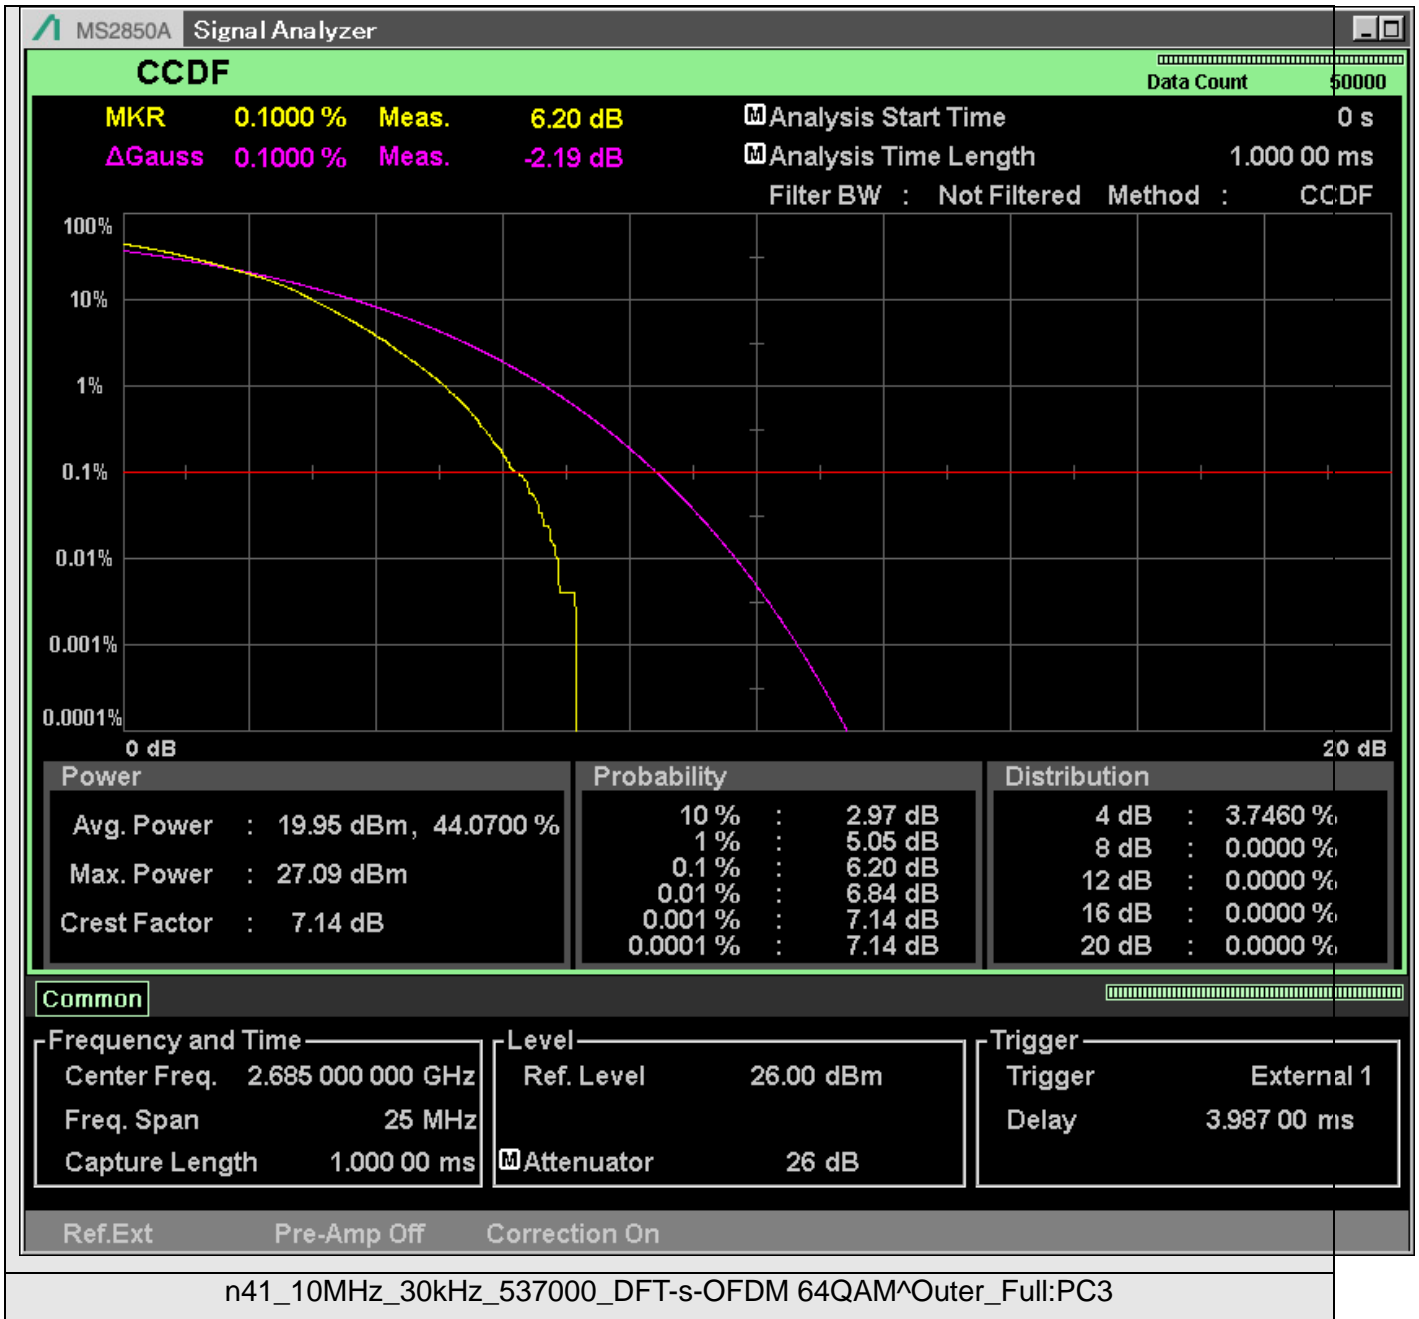 MS2850A Signal Analyzer
CCDF
Data Count 50000
MKR 0.1000 % Meas. 6.20 dB
ΔGauss 0.1000 % Meas. -2.19 dB
M Analysis Start Time 0 s
M Analysis Time Length 1.000 00 ms
Filter BW : Not Filtered Method : CCDF
100%
10%
1%
0.1%
0.01%
0.001%
0.0001%
0 dB 20 dB
Power
Avg. Power : 19.95 dBm, 44.0700 %
Max. Power : 27.09 dBm
Crest Factor : 7.14 dB
Probability
10 % : 2.97 dB
1 % : 5.05 dB
0.1 % : 6.20 dB
0.01 % : 6.84 dB
0.001 % : 7.14 dB
0.0001 % : 7.14 dB
Distribution
4 dB : 3.7460 %
8 dB : 0.0000 %
12 dB : 0.0000 %
16 dB : 0.0000 %
20 dB : 0.0000 %
Common
Frequency and Time
Center Freq. 2.685 000 000 GHz
Freq. Span 25 MHz
Capture Length 1.000 00 ms
Level
Ref. Level 26.00 dBm
M Attenuator 26 dB
Trigger
Trigger External 1
Delay 3.987 00 ms
Ref.Ext Pre-Amp Off Correction On
n41_10MHz_30kHz_537000_DFT-s-OFDM 64QAM^Outer_Full:PC3